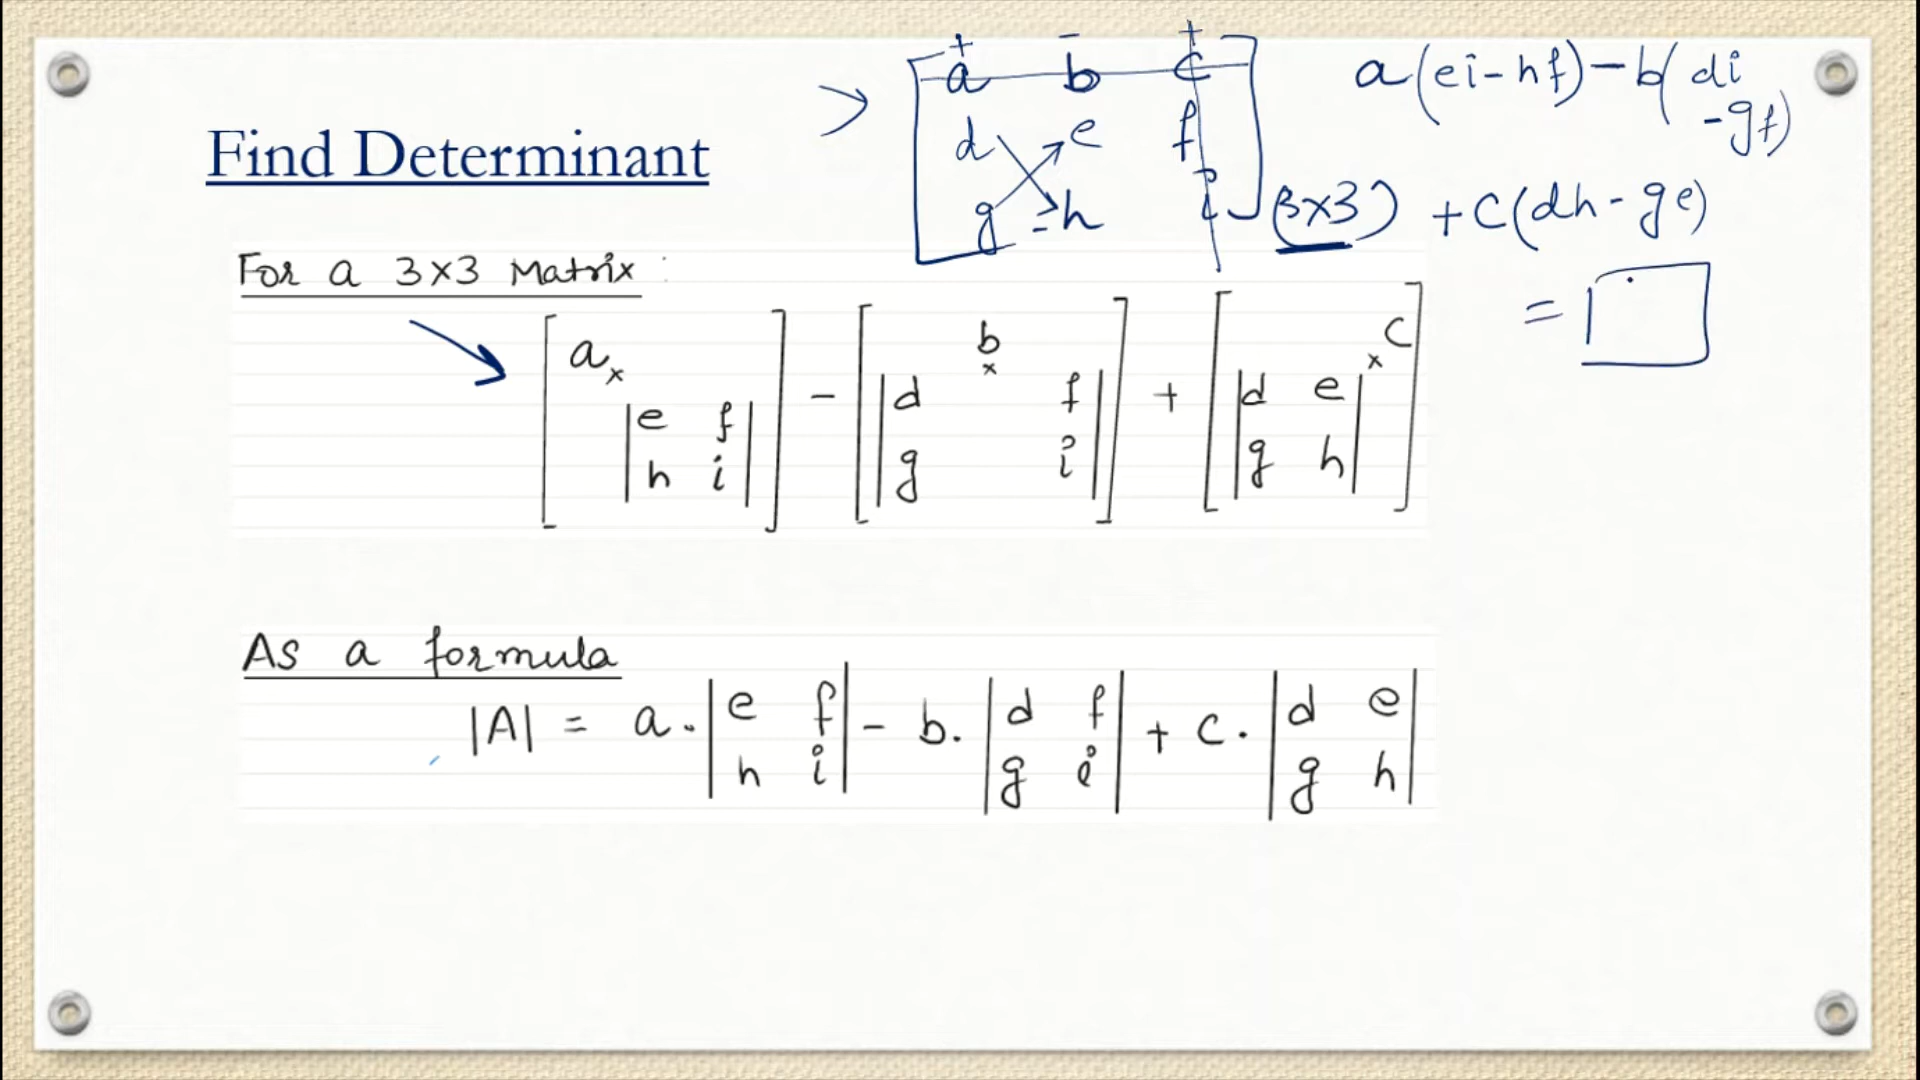 Find Determinant
+ - +
a b c
d e f
g h i
(3x3)
a(ei-hf)-b(di
-gf)
+c(dh-ge)
=
For a 3x3 Matrix :
[ a x ] - [ b x ] + [ x c ]
|e f| |d f| |d e|
|h i| |g i| |g h|
As a formula
|A| = a. |e f| - b. |d f| + c. |d e|
|h i| |g i| |g h|